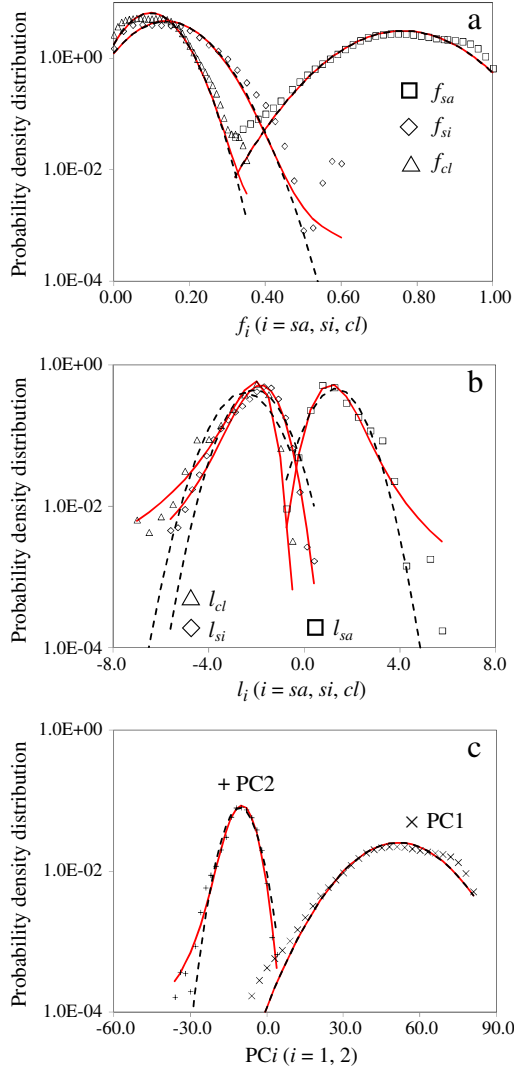 a
Probability density distribution
1.0E+00
1.0E-02
1.0E-04
f_sa
f_si
f_cl
0.00 0.20 0.40 0.60 0.80 1.00
f_i (i = sa, si, cl)
b
Probability density distribution
1.0E+00
1.0E-02
1.0E-04
l_cl
l_si
l_sa
-8.0 -4.0 0.0 4.0 8.0
l_i (i = sa, si, cl)
c
Probability density distribution
1.0E+00
1.0E-02
1.0E-04
+ PC2
× PC1
-60.0 -30.0 0.0 30.0 60.0 90.0
PCi (i = 1, 2)